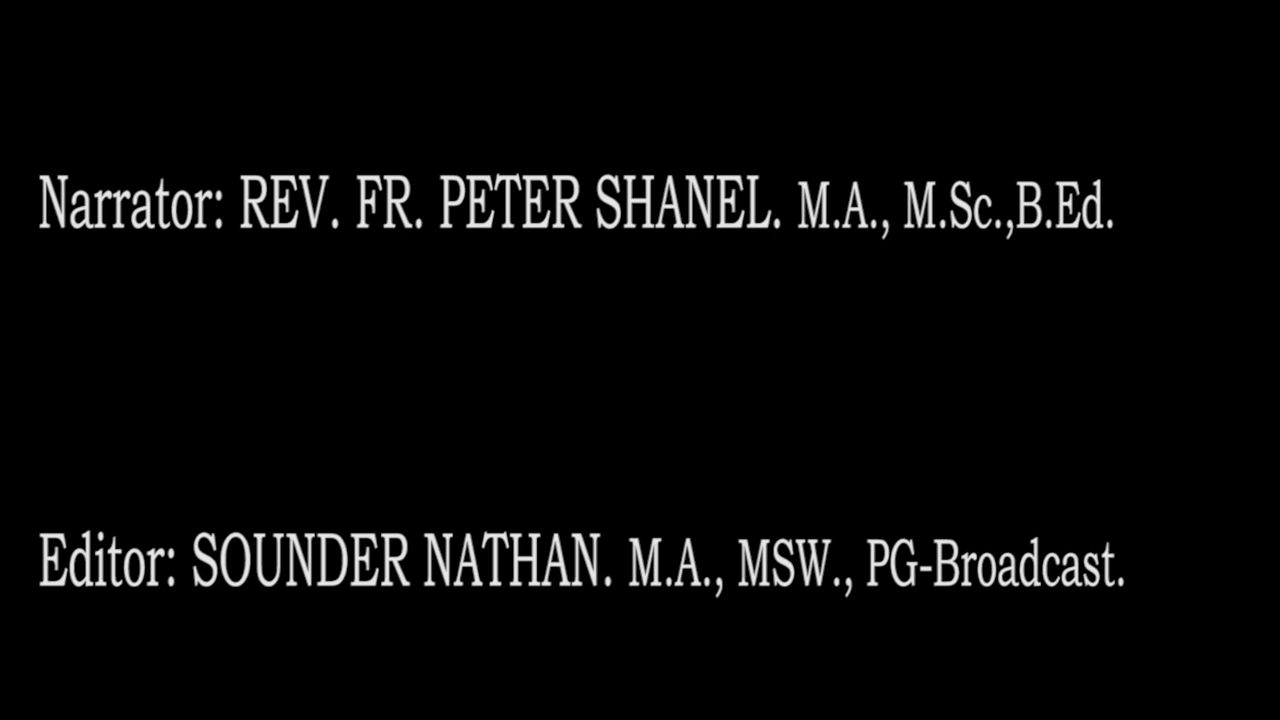 Narrator: REV. FR. PETER SHANEL. M.A., M.Sc.,B.Ed.
Editor: SOUNDER NATHAN. M.A., MSW., PG-Broadcast.